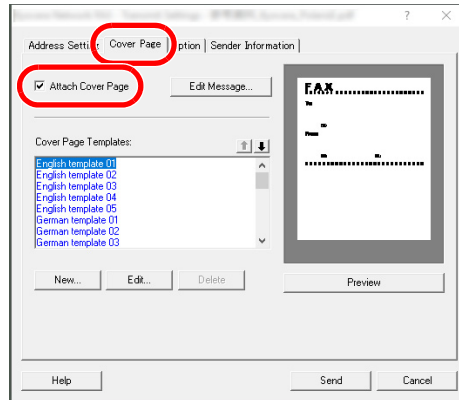 Address Setti
Cover Page
ption
Sender Information
Attach Cover Page
Edit Message...
FAX
To
From
Cover Page Templates:
English template 01
English template 02
English template 03
English template 04
English template 05
German template 01
German template 02
German template 03
New...
Edit...
Delete
Preview
Help
Send
Cancel